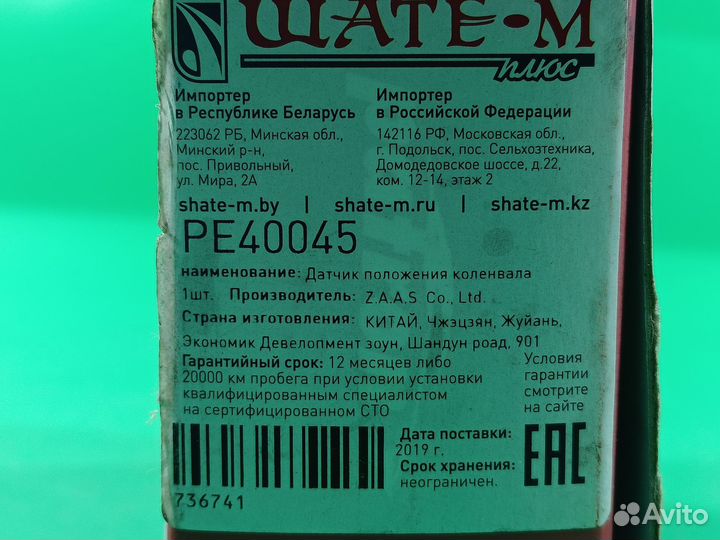 ШАТЕ-М
плюс
Импортер
в Республике Беларусь
223062 РБ, Минская обл.,
Минский р-н,
пос. Привольный,
ул. Мира, 2А
Импортер
в Российской Федерации
142116 РФ, Московская обл.,
г. Подольск, пос. Сельхозтехника,
Домодедовское шоссе, д.22,
ком. 12-14, этаж 2
shate-m.by | shate-m.ru | shate-m.kz
PE40045
наименование: Датчик положения коленвала
1шт. Производитель: Z.A.A.S Co., Ltd.
Страна изготовления: КИТАЙ, Чжэцзян, Жуйань,
Экономик Девелопмент зоун, Шандун роад, 901
Гарантийный срок: 12 месяцев либо
20000 км пробега при условии установки
квалифицированным специалистом
на сертифицированном СТО
Условия
гарантии
смотрите
на сайте
736741
Дата поставки:
2019 г.
Срок хранения:
неограничен.
EAC
Avito